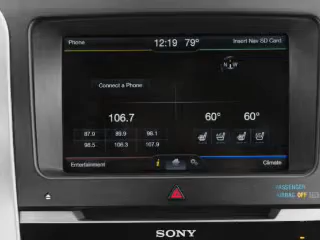 Phone 12:19 79° Insert Nav SD Card
N W
Connect a Phone
106.7 60° 60°
87.9 89.9 96.1
98.5 106.3 107.9
Entertainment i Climate
PASSENGER
AIRBAG OFF
SONY